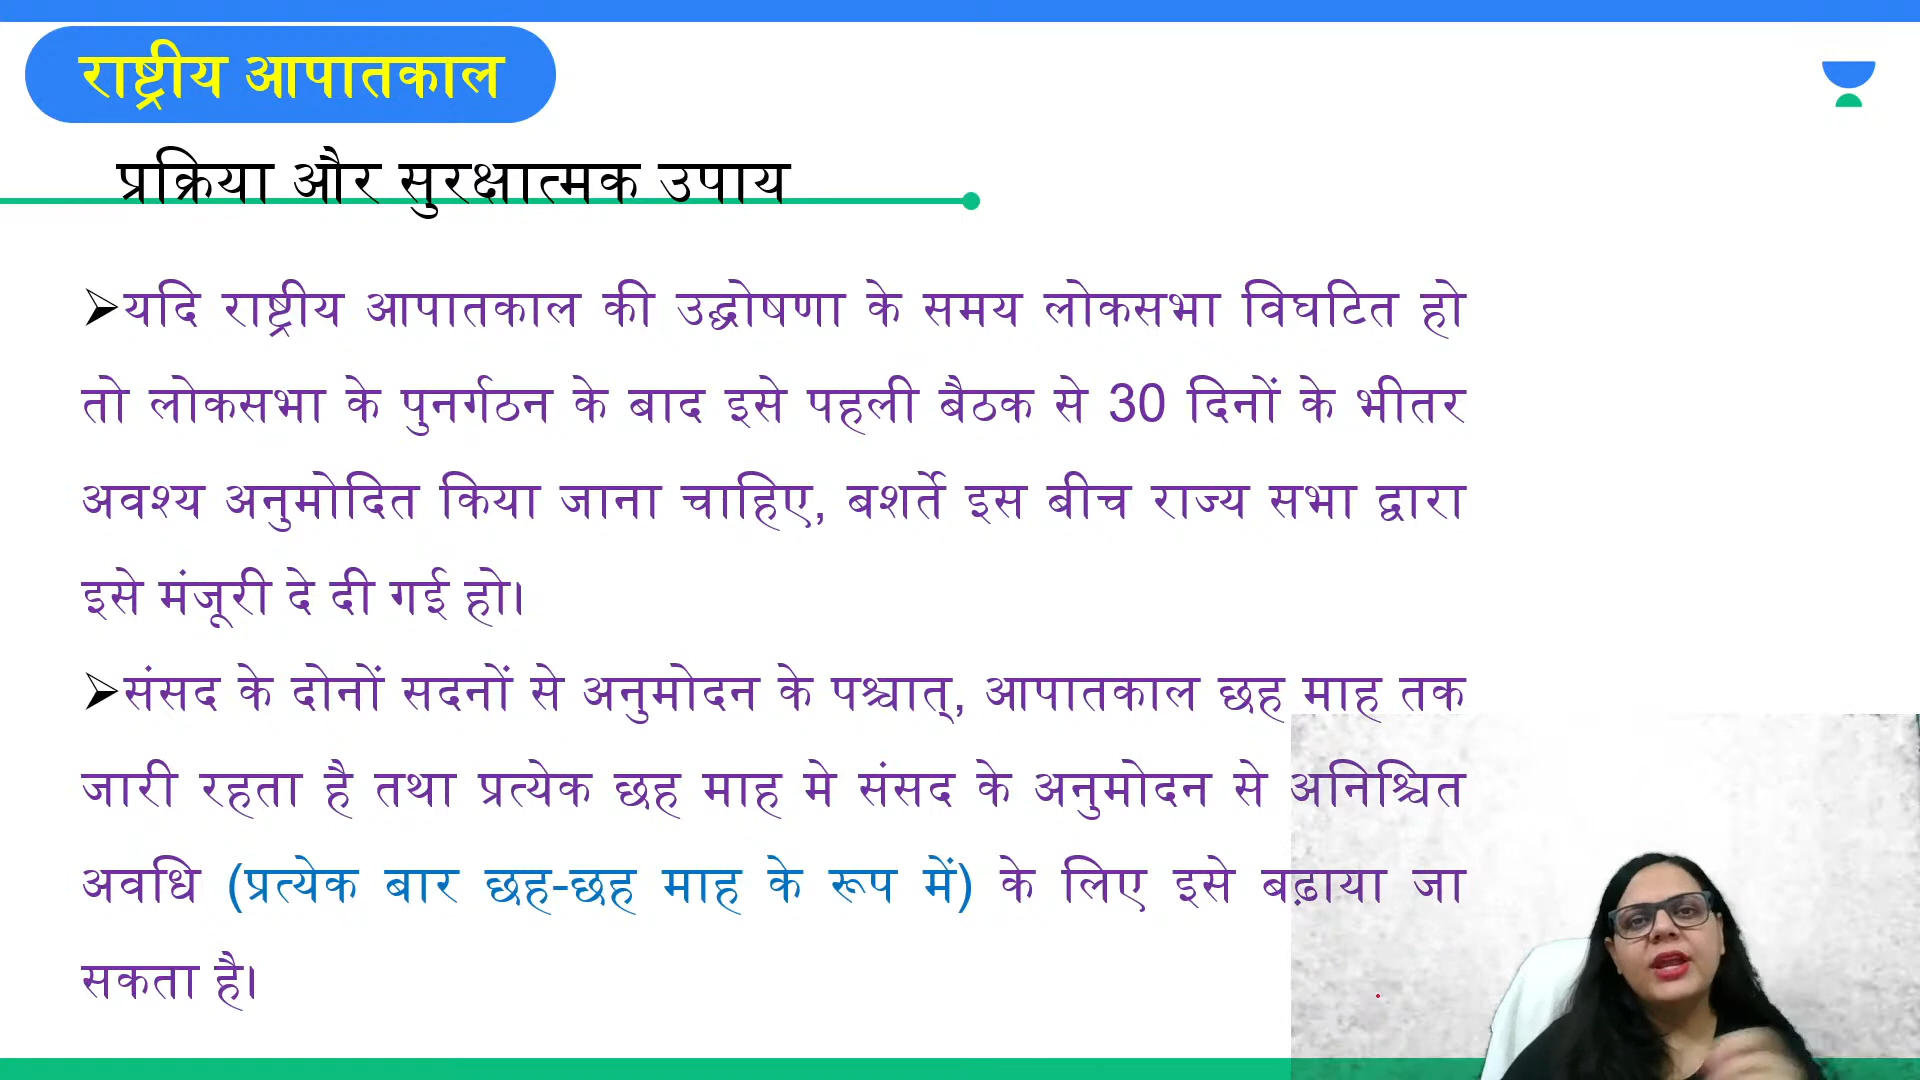 राष्ट्रीय आपातकाल
प्रक्रिया और सुरक्षात्मक उपाय
➢यदि राष्ट्रीय आपातकाल की उद्घोषणा के समय लोकसभा विघटित हो
तो लोकसभा के पुनर्गठन के बाद इसे पहली बैठक से 30 दिनों के भीतर
अवश्य अनुमोदित किया जाना चाहिए, बशर्ते इस बीच राज्य सभा द्वारा
इसे मंजूरी दे दी गई हो।
➢संसद के दोनों सदनों से अनुमोदन के पश्चात्, आपातकाल छह माह तक
जारी रहता है तथा प्रत्येक छह माह मे संसद के अनुमोदन से अनिश्चित
अवधि (प्रत्येक बार छह-छह माह के रूप में) के लिए इसे बढ़ाया जा
सकता है।